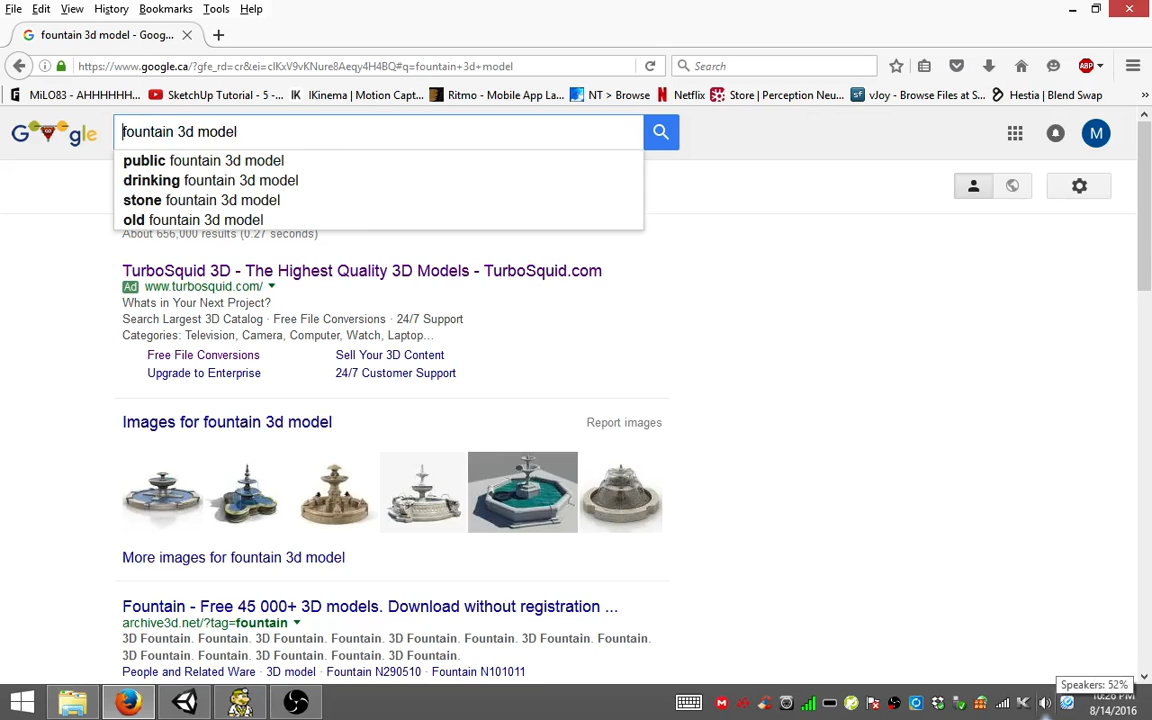 File Edit View History Bookmarks Tools Help
fountain 3d model - Goog...
https://www.google.ca/?gfe_rd=cr&ei=cIKxV9vKNure8Aeqy4H4BQ#q=fountain+3d+model
Search
ABP
MiLO83 - AHHHHHH... SketchUp Tutorial - 5 -... IK IKinema | Motion Capt... Ritmo - Mobile App La... NT > Browse Netflix Store | Perception Neu... sf vJoy - Browse Files at S... Hestia | Blend Swap
Google
fountain 3d model
M
public fountain 3d model
drinking fountain 3d model
stone fountain 3d model
old fountain 3d model
About 656,000 results (0.27 seconds)
TurboSquid 3D - The Highest Quality 3D Models - TurboSquid.com
Ad www.turbosquid.com/
Whats in Your Next Project?
Search Largest 3D Catalog · Free File Conversions · 24/7 Support
Categories: Television, Camera, Computer, Watch, Laptop...
Free File Conversions Sell Your 3D Content
Upgrade to Enterprise 24/7 Customer Support
Images for fountain 3d model Report images
More images for fountain 3d model
Fountain - Free 45 000+ 3D models. Download without registration ...
archive3d.net/?tag=fountain
3D Fountain. Fountain. 3D Fountain. Fountain. 3D Fountain. Fountain. 3D Fountain. Fountain.
3D Fountain. Fountain. 3D Fountain. Fountain. 3D Fountain.
People and Related Ware · 3D model · Fountain N290510 · Fountain N101011
Speakers: 52%
10:26 PM
8/14/2016